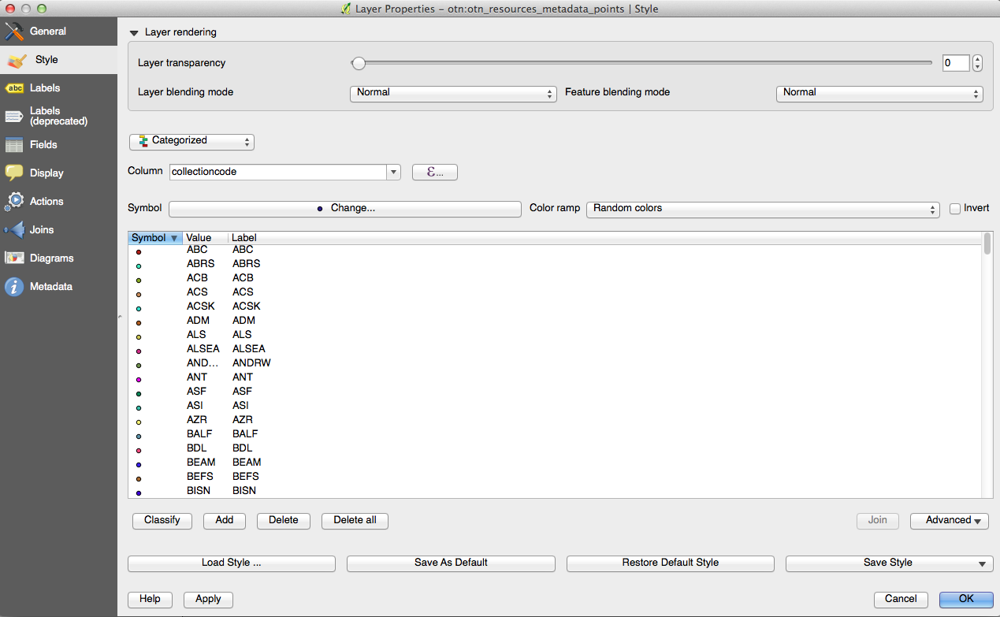 Layer Properties – otn:otn_resources_metadata_points | Style
General
Style
abc Labels
Labels
(deprecated)
Fields
Display
Actions
Joins
Diagrams
i Metadata
Layer rendering
Layer transparency 0
Layer blending mode Normal Feature blending mode Normal
Categorized
Column collectioncode ε...
Symbol Change... Color ramp Random colors Invert
Symbol Value Label
ABC ABC
ABRS ABRS
ACB ACB
ACS ACS
ACSK ACSK
ADM ADM
ALS ALS
ALSEA ALSEA
AND... ANDRW
ANT ANT
ASF ASF
ASI ASI
AZR AZR
BALF BALF
BDL BDL
BEAM BEAM
BEFS BEFS
BISN BISN
Classify Add Delete Delete all Join Advanced
Load Style ... Save As Default Restore Default Style Save Style
Help Apply Cancel OK